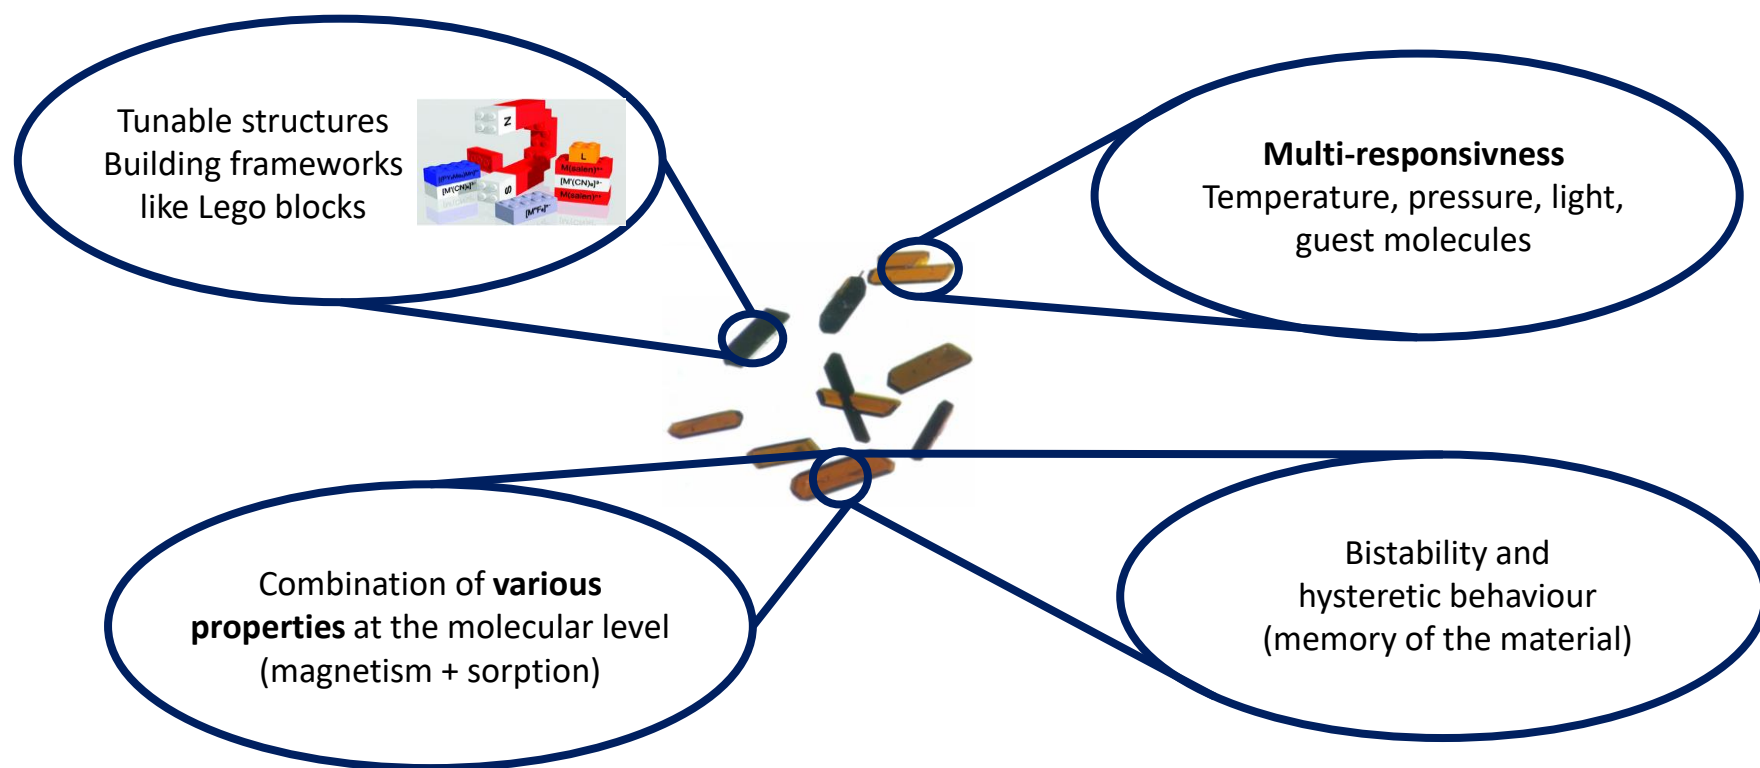 Tunable structures
Building frameworks
like Lego blocks
N
S
L
Multi-responsivness
Temperature, pressure, light,
guest molecules
Combination of various
properties at the molecular level
(magnetism + sorption)
Bistability and
hysteretic behaviour
(memory of the material)